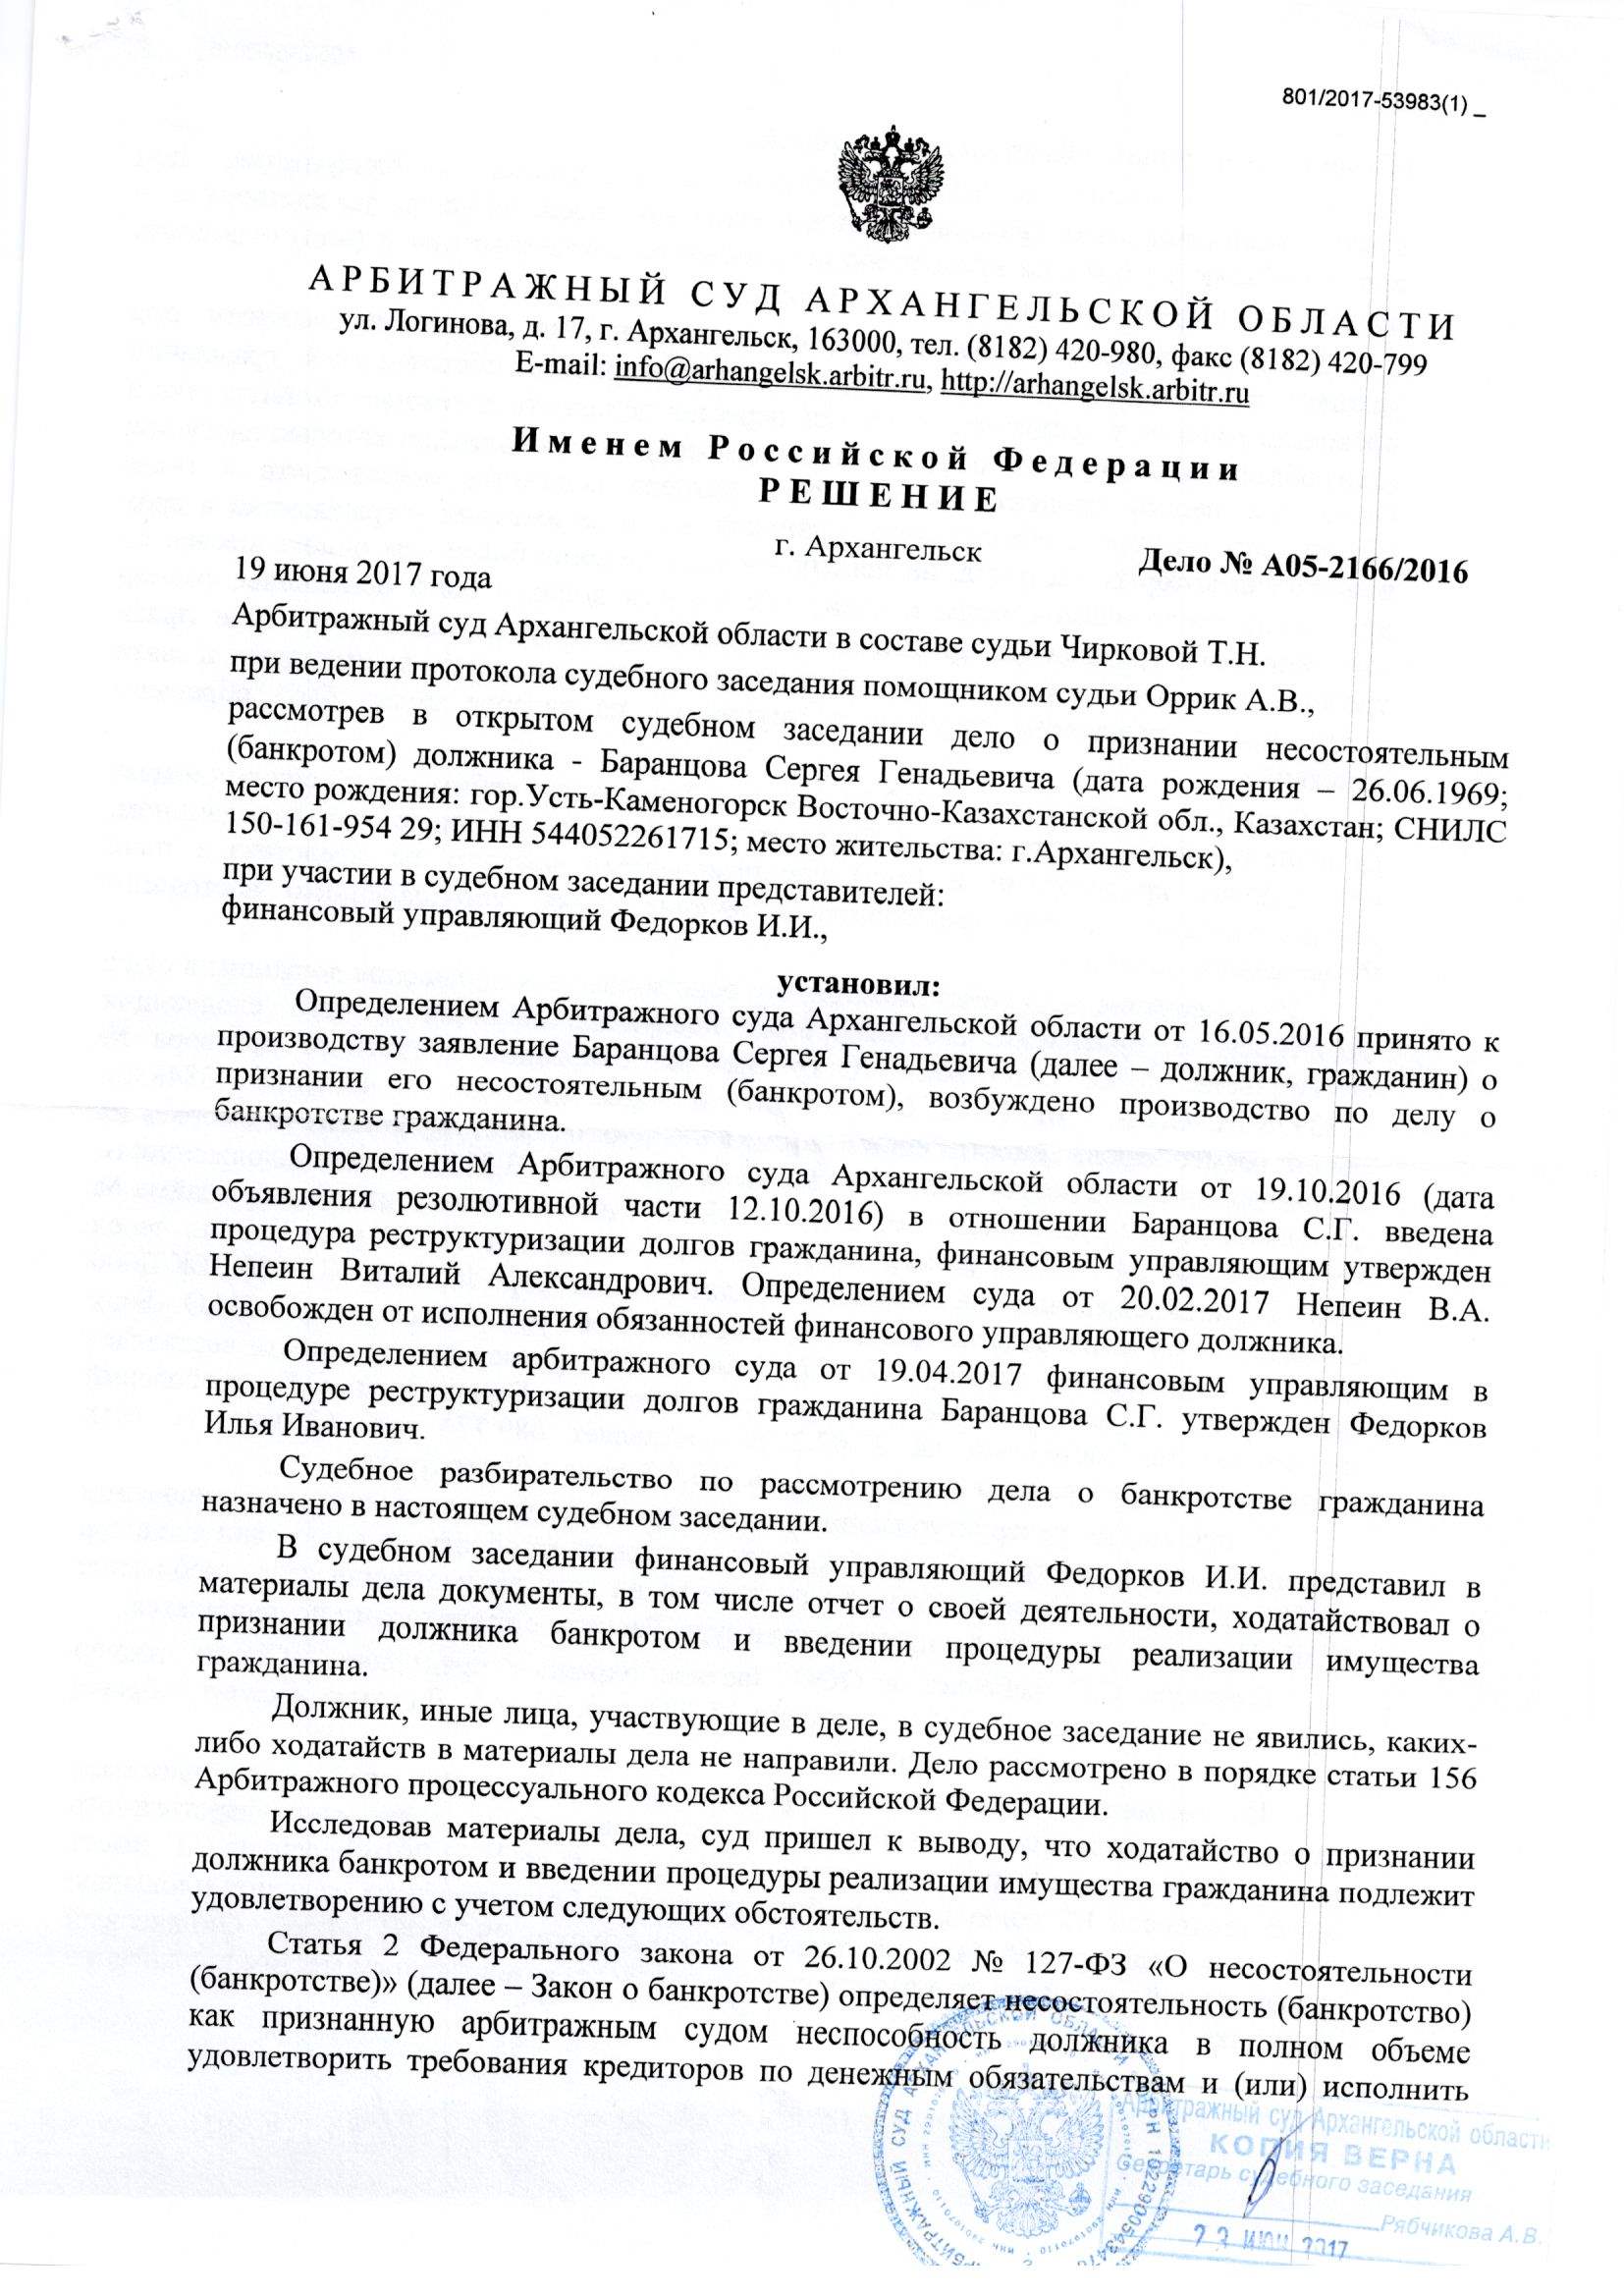 801/2017-53983(1) _
АРБИТРАЖНЫЙ СУД АРХАНГЕЛЬСКОЙ ОБЛАСТИ
ул. Логинова, д. 17, г. Архангельск, 163000, тел. (8182) 420-980, факс (8182) 420-799
E-mail: info@arhangelsk.arbitr.ru, http://arhangelsk.arbitr.ru
Именем Российской Федерации
РЕШЕНИЕ
г. Архангельск
19 июня 2017 года
Дело № А05-2166/2016
Арбитражный суд Архангельской области в составе судьи Чирковой Т.Н.
при ведении протокола судебного заседания помощником судьи Оррик А.В.,
рассмотрев в открытом судебном заседании дело о признании несостоятельным
(банкротом) должника - Баранцова Сергея Генадьевича (дата рождения – 26.06.1969;
место рождения: гор.Усть-Каменогорск Восточно-Казахстанской обл., Казахстан; СНИЛС
150-161-954 29; ИНН 544052261715; место жительства: г.Архангельск),
при участии в судебном заседании представителей:
финансовый управляющий Федорков И.И.,
установил:
Определением Арбитражного суда Архангельской области от 16.05.2016 принято к
производству заявление Баранцова Сергея Генадьевича (далее – должник, гражданин) о
признании его несостоятельным (банкротом), возбуждено производство по делу о
банкротстве гражданина.
Определением Арбитражного суда Архангельской области от 19.10.2016 (дата
объявления резолютивной части 12.10.2016) в отношении Баранцова С.Г. введена
процедура реструктуризации долгов гражданина, финансовым управляющим утвержден
Непеин Виталий Александрович. Определением суда от 20.02.2017 Непеин В.А.
освобожден от исполнения обязанностей финансового управляющего должника.
Определением арбитражного суда от 19.04.2017 финансовым управляющим в
процедуре реструктуризации долгов гражданина Баранцова С.Г. утвержден Федорков
Илья Иванович.
Судебное разбирательство по рассмотрению дела о банкротстве гражданина
назначено в настоящем судебном заседании.
В судебном заседании финансовый управляющий Федорков И.И. представил в
материалы дела документы, в том числе отчет о своей деятельности, ходатайствовал о
признании должника банкротом и введении процедуры реализации имущества
гражданина.
Должник, иные лица, участвующие в деле, в судебное заседание не явились, каких-
либо ходатайств в материалы дела не направили. Дело рассмотрено в порядке статьи 156
Арбитражного процессуального кодекса Российской Федерации.
Исследовав материалы дела, суд пришел к выводу, что ходатайство о признании
должника банкротом и введении процедуры реализации имущества гражданина подлежит
удовлетворению с учетом следующих обстоятельств.
Статья 2 Федерального закона от 26.10.2002 № 127-ФЗ «О несостоятельности
(банкротстве)» (далее – Закон о банкротстве) определяет несостоятельность (банкротство)
как признанную арбитражным судом неспособность должника в полном объеме
удовлетворить требования кредиторов по денежным обязательствам и (или) исполнить
Арбитражный суд Архангельской области
КОПИЯ ВЕРНА
Секретарь судебного заседания
Рябчикова А.В.
23 ИЮН 2017